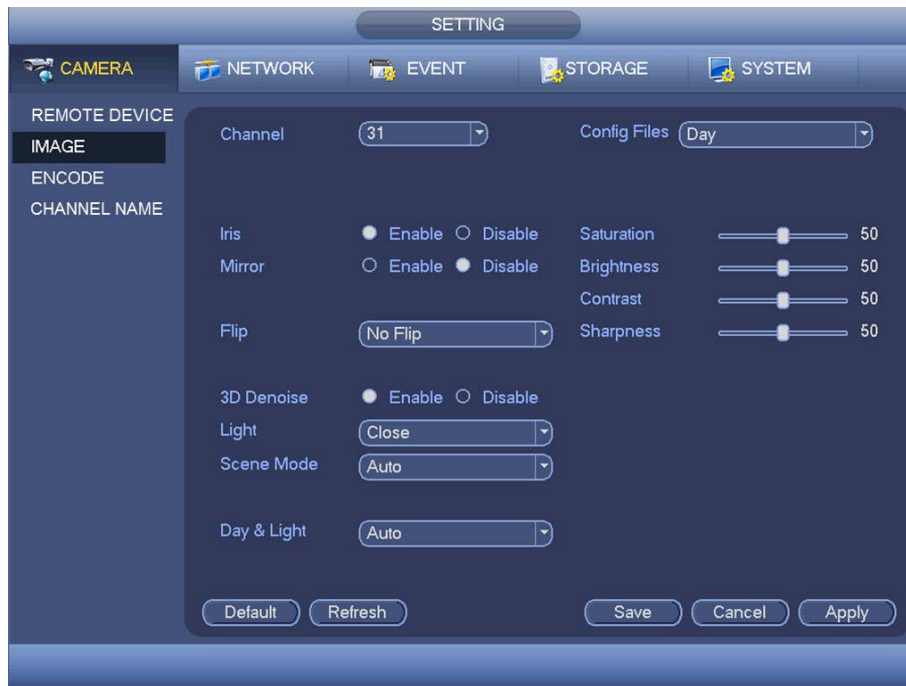 SETTING
CAMERA NETWORK EVENT STORAGE SYSTEM
REMOTE DEVICE
IMAGE
ENCODE
CHANNEL NAME
Channel 31 Config Files Day
Iris Enable Disable Saturation 50
Mirror Enable Disable Brightness 50
Contrast 50
Flip No Flip Sharpness 50
3D Denoise Enable Disable
Light Close
Scene Mode Auto
Day & Light Auto
Default Refresh Save Cancel Apply